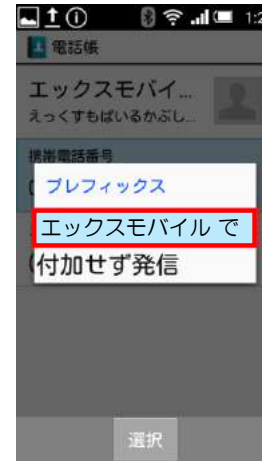 1:2
電話帳
エックスモバイ...
えっくすもばいるかぶし...
携帯電話番号
プレフィックス
エックスモバイル で
付加せず発信
選択